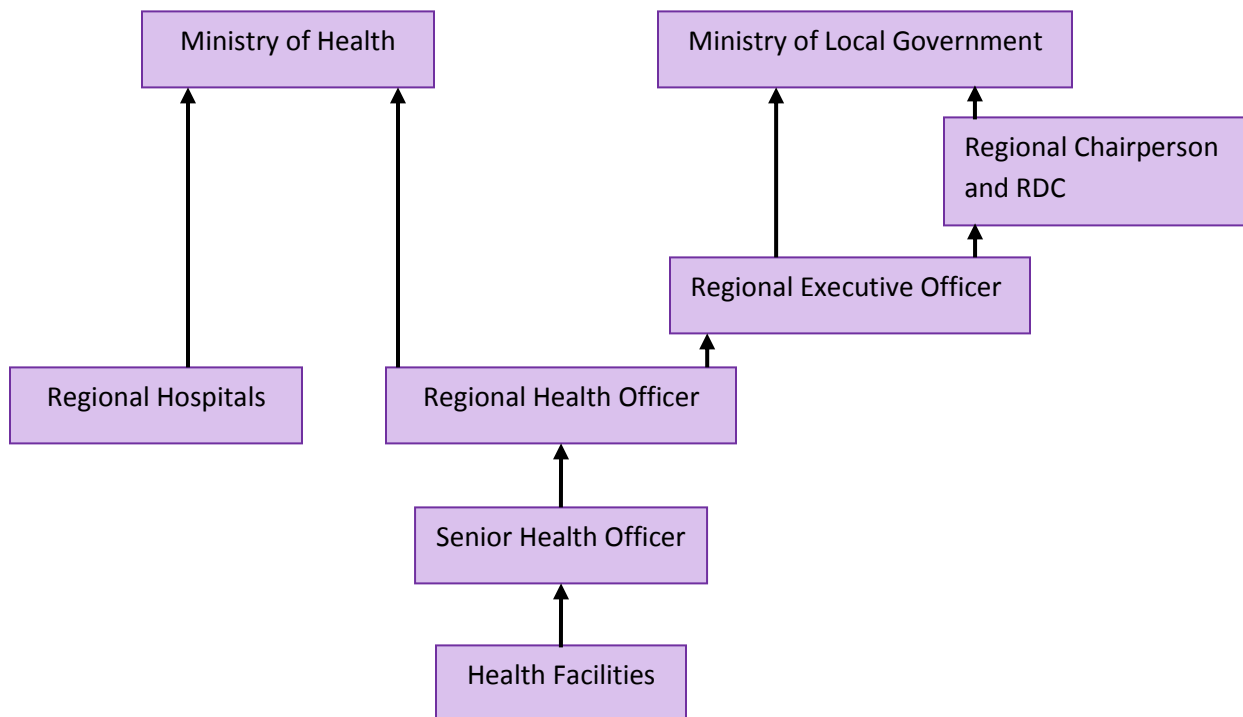 Ministry of Health
Ministry of Local Government
Regional Chairperson
and RDC
Regional Executive Officer
Regional Hospitals
Regional Health Officer
Senior Health Officer
Health Facilities